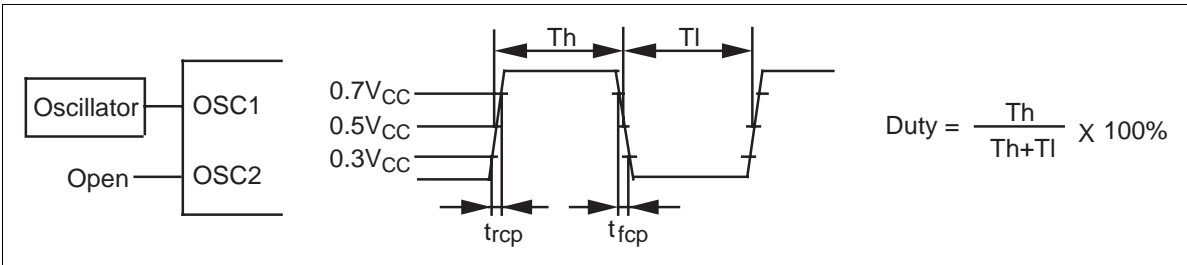 Oscillator
OSC1
Open
OSC2
Th
Tl
0.7VCC
0.5VCC
0.3VCC
trcp
tfcp
Duty = Th / Th+Tl X 100%